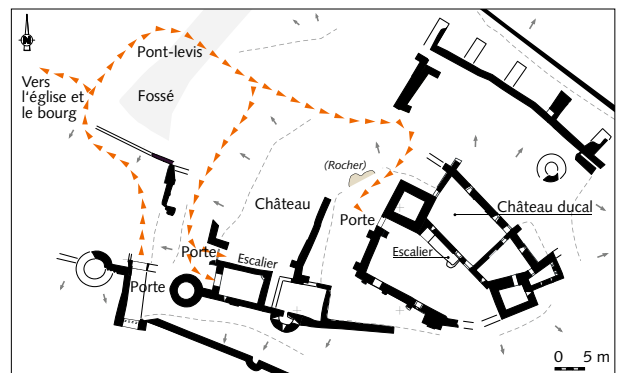 N
Pont-levis
Vers
l'église et
le bourg
Fossé
(Rocher)
Château
Porte
Château ducal
Porte
Escalier
Escalier
Porte
0 5 m